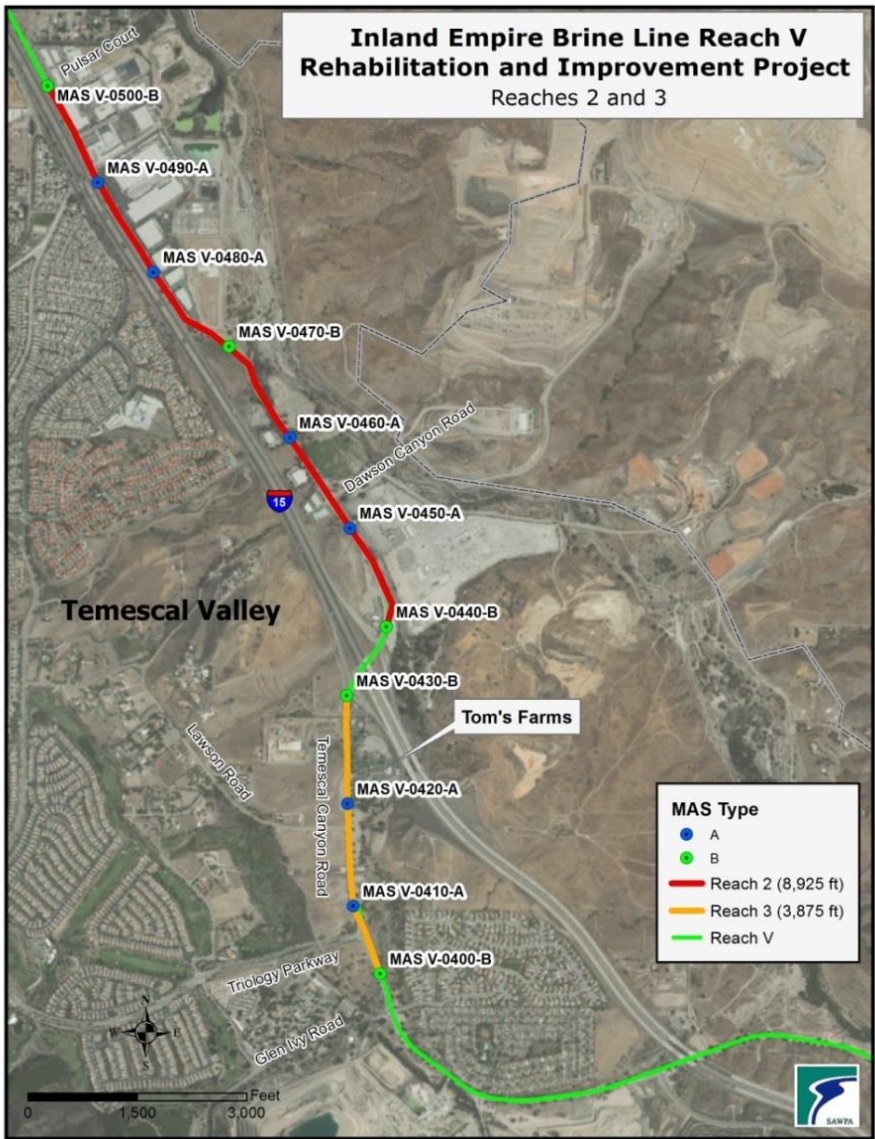 Inland Empire Brine Line Reach V
Rehabilitation and Improvement Project
Reaches 2 and 3
Pulsar Court
MAS V-0500-B
MAS V-0490-A
MAS V-0480-A
MAS V-0470-B
MAS V-0460-A
Dawson Canyon Road
15
MAS V-0450-A
Temescal Valley
MAS V-0440-B
MAS V-0430-B
Tom's Farms
Lawson Road
Temescal Canyon Road
MAS V-0420-A
MAS V-0410-A
MAS V-0400-B
Triology Parkway
Glen Ivy Road
MAS Type
A
B
Reach 2 (8,925 ft)
Reach 3 (3,875 ft)
Reach V
N
W E
S
Feet
0 1,500 3,000
SAWPA